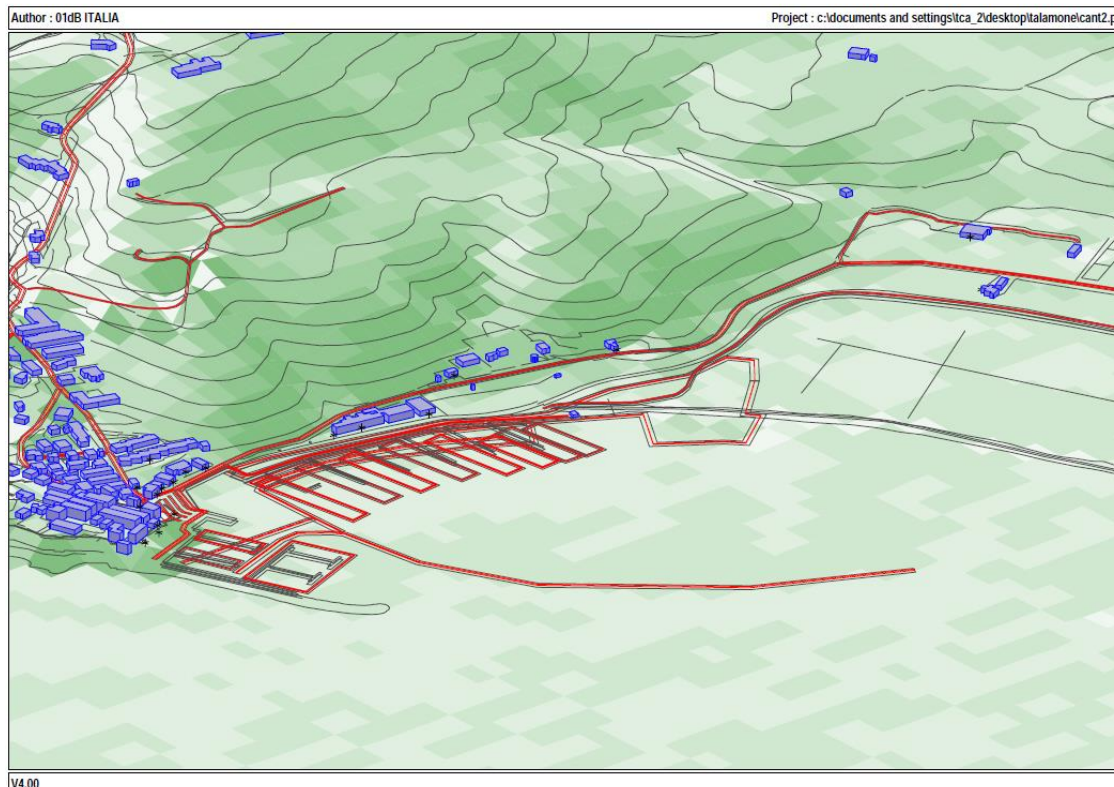 Author : 01dB ITALIA
Project : c:\documents and settings\tca_2\desktop\talamone\cant2.p
V4.00